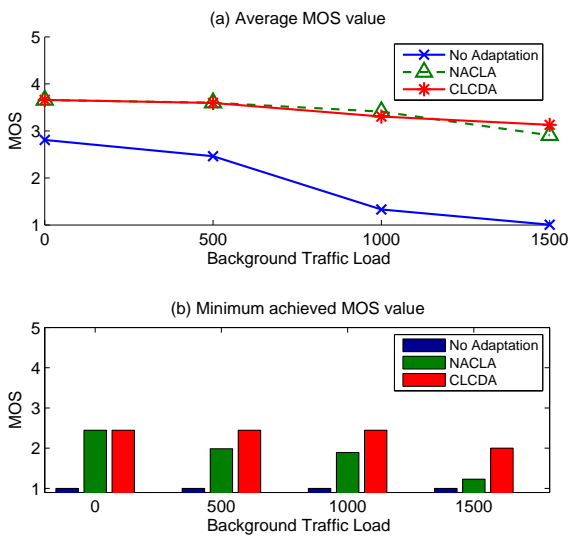 (a) Average MOS value
5
4
3
2
1
MOS
No Adaptation
NACLA
CLCDA
0 500 1000 1500
Background Traffic Load
(b) Minimum achieved MOS value
5
4
3
2
1
MOS
No Adaptation
NACLA
CLCDA
0 500 1000 1500
Background Traffic Load